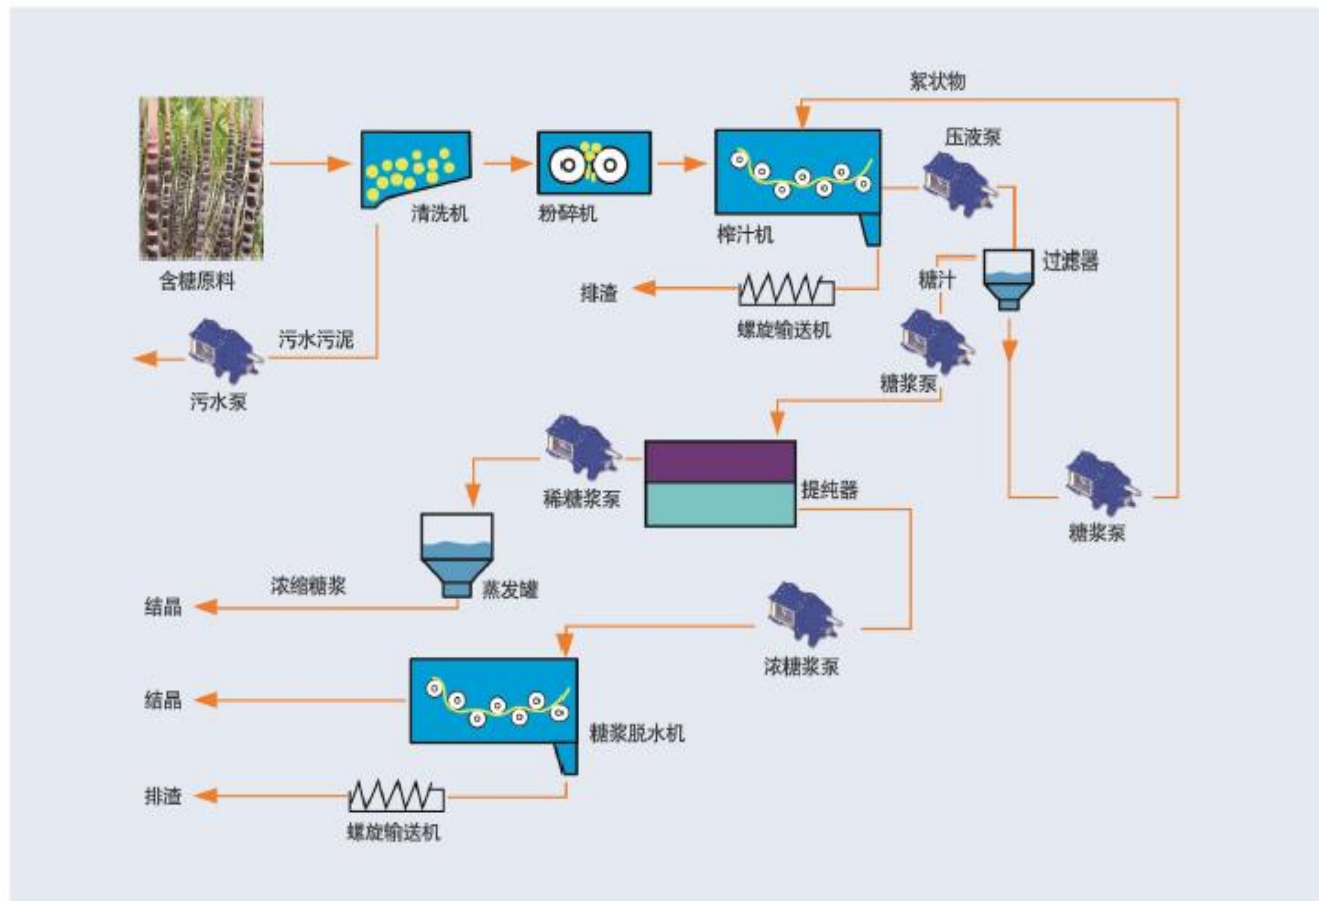 絮状物
压液泵
清洗机
粉碎机
榨汁机
过滤器
含糖原料
糖汁
排渣
螺旋输送机
污水污泥
糖浆泵
污水泵
稀糖浆泵
提纯器
糖浆泵
浓缩糖浆
蒸发罐
结晶
浓糖浆泵
结晶
糖浆脱水机
排渣
螺旋输送机